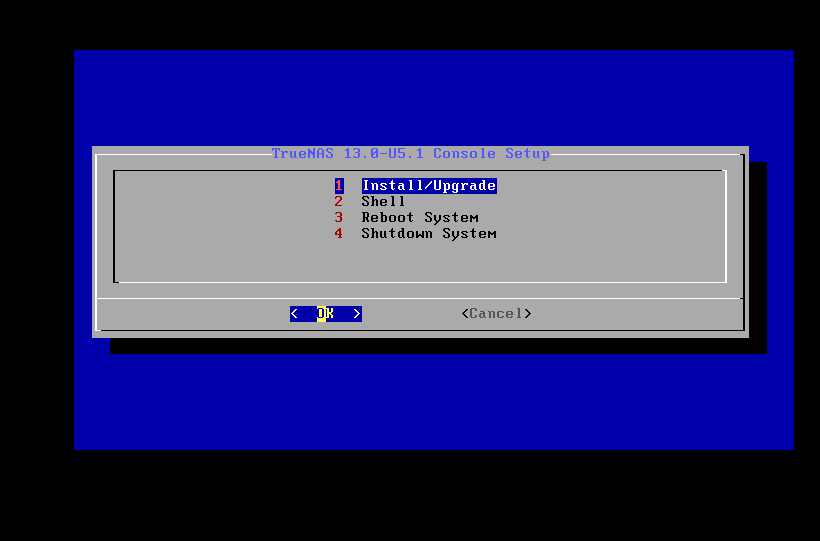 TrueNAS 13.0-U5.1 Console Setup
1 Install/Upgrade
2 Shell
3 Reboot System
4 Shutdown System
< OK > <Cancel>